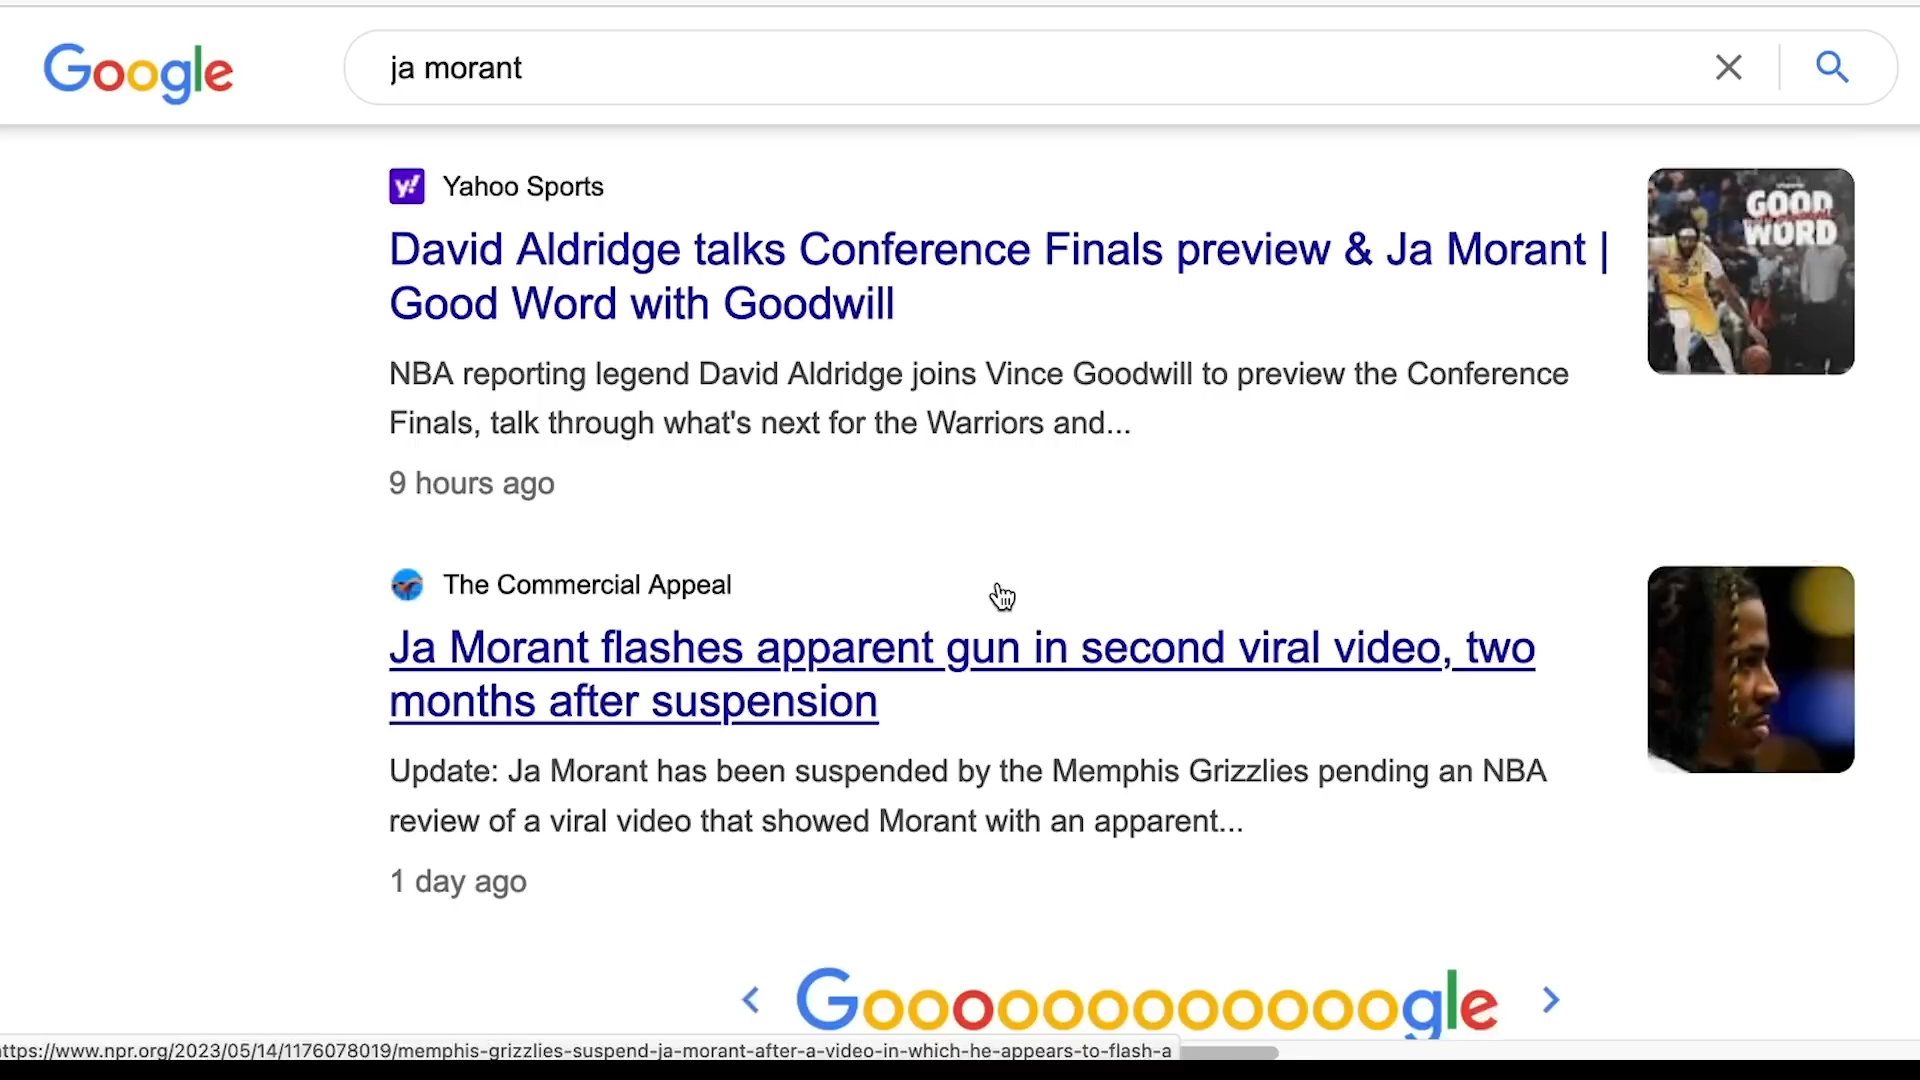 Google
ja morant
y! Yahoo Sports
David Aldridge talks Conference Finals preview & Ja Morant |
Good Word with Goodwill
NBA reporting legend David Aldridge joins Vince Goodwill to preview the Conference
Finals, talk through what's next for the Warriors and...
9 hours ago
GOOD
WORD
The Commercial Appeal
Ja Morant flashes apparent gun in second viral video, two
months after suspension
Update: Ja Morant has been suspended by the Memphis Grizzlies pending an NBA
review of a viral video that showed Morant with an apparent...
1 day ago
< Goooooooooooogle >
ttps://www.npr.org/2023/05/14/1176078019/memphis-grizzlies-suspend-ja-morant-after-a-video-in-which-he-appears-to-flash-a